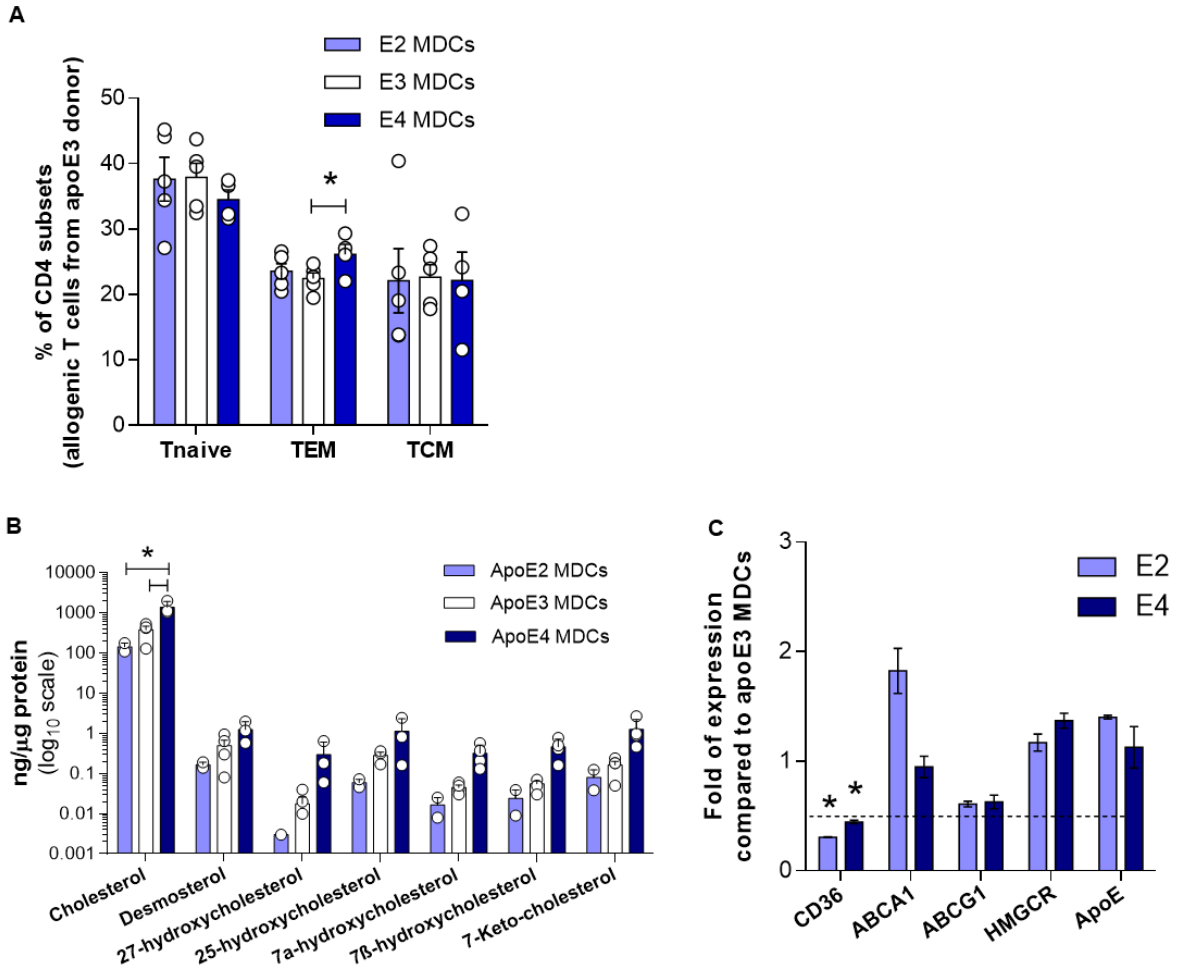 A
E2 MDCs
E3 MDCs
E4 MDCs
% of CD4 subsets
(allogenic T cells from apoE3 donor)
50
40
30
20
10
0
*
Tnaive
TEM
TCM
B
ng/µg protein
(log10 scale)
10000
1000
100
10
1
0.1
0.01
0.001
*
ApoE2 MDCs
ApoE3 MDCs
ApoE4 MDCs
Cholesterol
Desmosterol
27-hydroxycholesterol
25-hydroxycholesterol
7a-hydroxycholesterol
7ß-hydroxycholesterol
7-Keto-cholesterol
C
Fold of expression
compared to apoE3 MDCs
3
2
1
0
E2
E4
*
*
CD36
ABCA1
ABCG1
HMGCR
ApoE